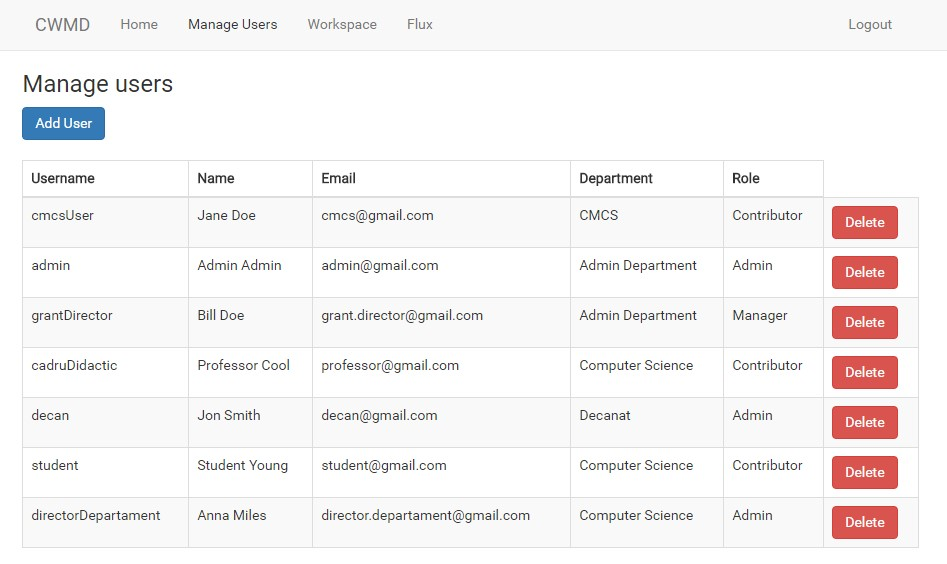 CWMD Home Manage Users Workspace Flux Logout
Manage users
Add User
Username Name Email Department Role
cmcsUser Jane Doe cmcs@gmail.com CMCS Contributor Delete
admin Admin Admin admin@gmail.com Admin Department Admin Delete
grantDirector Bill Doe grant.director@gmail.com Admin Department Manager Delete
cadruDidactic Professor Cool professor@gmail.com Computer Science Contributor Delete
decan Jon Smith decan@gmail.com Decanat Admin Delete
student Student Young student@gmail.com Computer Science Contributor Delete
directorDepartament Anna Miles director.departament@gmail.com Computer Science Admin Delete